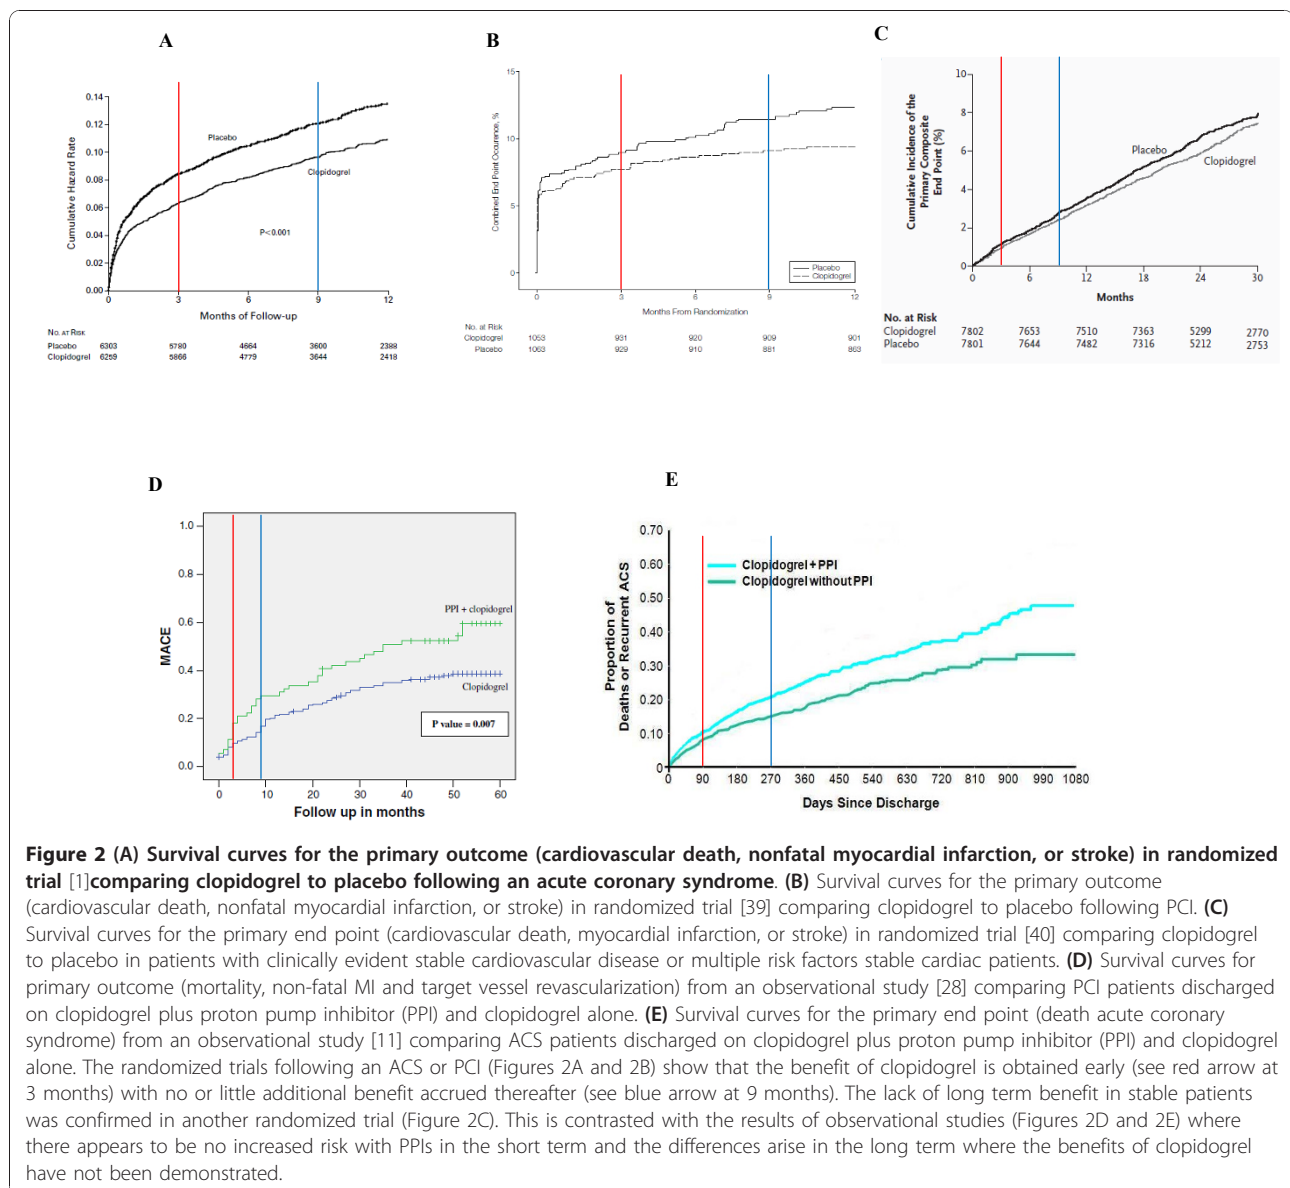 A
0.14
0.12
0.10
0.08
0.06
0.04
0.02
0.00
Cumulative Hazard Rate
Placebo
Clopidogrel
P<0.001
0 3 6 9 12
Months of Follow-up
No. at Risk
Placebo 6303 5780 4664 3600 2388
Clopidogrel 6259 5866 4779 3644 2418
B
15
10
5
0
Combined End Point Occurence, %
Placebo
Clopidogrel
0 3 6 9 12
Months From Randomization
No. at Risk
Clopidogrel 1053 931 920 909 901
Placebo 1063 929 910 881 863
C
10
8
6
4
2
0
Cumulative Incidence of the
Primary Composite
End Point (%)
Placebo
Clopidogrel
0 6 12 18 24 30
Months
No. at Risk
Clopidogrel 7802 7653 7510 7363 5299 2770
Placebo 7801 7644 7482 7316 5212 2753
D
1.0
0.8
0.6
0.4
0.2
0.0
MACE
PPI + clopidogrel
Clopidogrel
P value = 0.007
0 10 20 30 40 50 60
Follow up in months
E
0.70
0.60
0.50
0.40
0.30
0.20
0.10
0
Proportion of
Deaths or Recurrent ACS
Clopidogrel + PPI
Clopidogrel without PPI
0 90 180 270 360 450 540 630 720 810 900 990 1080
Days Since Discharge
Figure 2 (A) Survival curves for the primary outcome (cardiovascular death, nonfatal myocardial infarction, or stroke) in randomized
trial [1]comparing clopidogrel to placebo following an acute coronary syndrome. (B) Survival curves for the primary outcome
(cardiovascular death, nonfatal myocardial infarction, or stroke) in randomized trial [39] comparing clopidogrel to placebo following PCI. (C)
Survival curves for the primary end point (cardiovascular death, myocardial infarction, or stroke) in randomized trial [40] comparing clopidogrel
to placebo in patients with clinically evident stable cardiovascular disease or multiple risk factors stable cardiac patients. (D) Survival curves for
primary outcome (mortality, non-fatal MI and target vessel revascularization) from an observational study [28] comparing PCI patients discharged
on clopidogrel plus proton pump inhibitor (PPI) and clopidogrel alone. (E) Survival curves for the primary end point (death acute coronary
syndrome) from an observational study [11] comparing ACS patients discharged on clopidogrel plus proton pump inhibitor (PPI) and clopidogrel
alone. The randomized trials following an ACS or PCI (Figures 2A and 2B) show that the benefit of clopidogrel is obtained early (see red arrow at
3 months) with no or little additional benefit accrued thereafter (see blue arrow at 9 months). The lack of long term benefit in stable patients
was confirmed in another randomized trial (Figure 2C). This is contrasted with the results of observational studies (Figures 2D and 2E) where
there appears to be no increased risk with PPIs in the short term and the differences arise in the long term where the benefits of clopidogrel
have not been demonstrated.